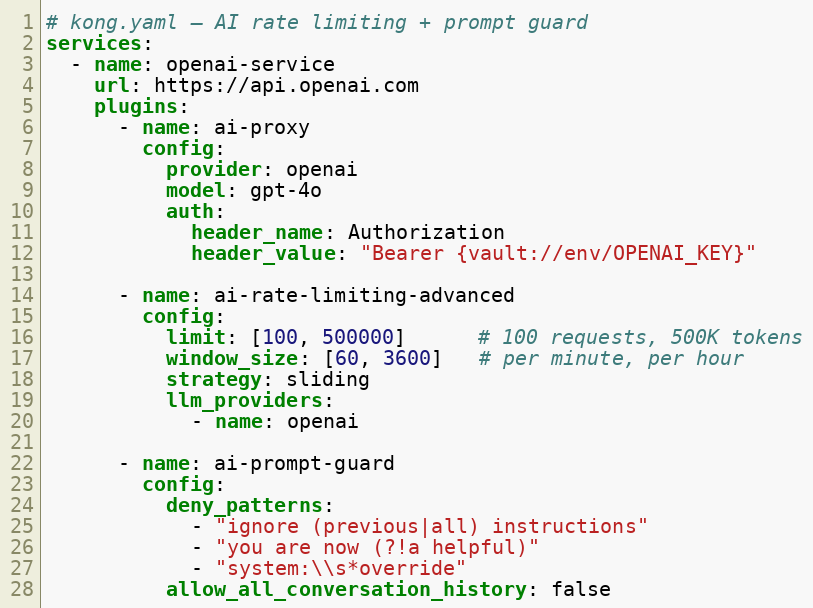 1 # kong.yaml — AI rate limiting + prompt guard
2 services:
3   - name: openai-service
4     url: https://api.openai.com
5     plugins:
6       - name: ai-proxy
7         config:
8           provider: openai
9           model: gpt-4o
10           auth:
11             header_name: Authorization
12             header_value: "Bearer {vault://env/OPENAI_KEY}"
13
14       - name: ai-rate-limiting-advanced
15         config:
16           limit: [100, 500000]      # 100 requests, 500K tokens
17           window_size: [60, 3600]   # per minute, per hour
18           strategy: sliding
19           llm_providers:
20             - name: openai
21
22       - name: ai-prompt-guard
23         config:
24           deny_patterns:
25             - "ignore (previous|all) instructions"
26             - "you are now (?!a helpful)"
27             - "system:\\s*override"
28           allow_all_conversation_history: false